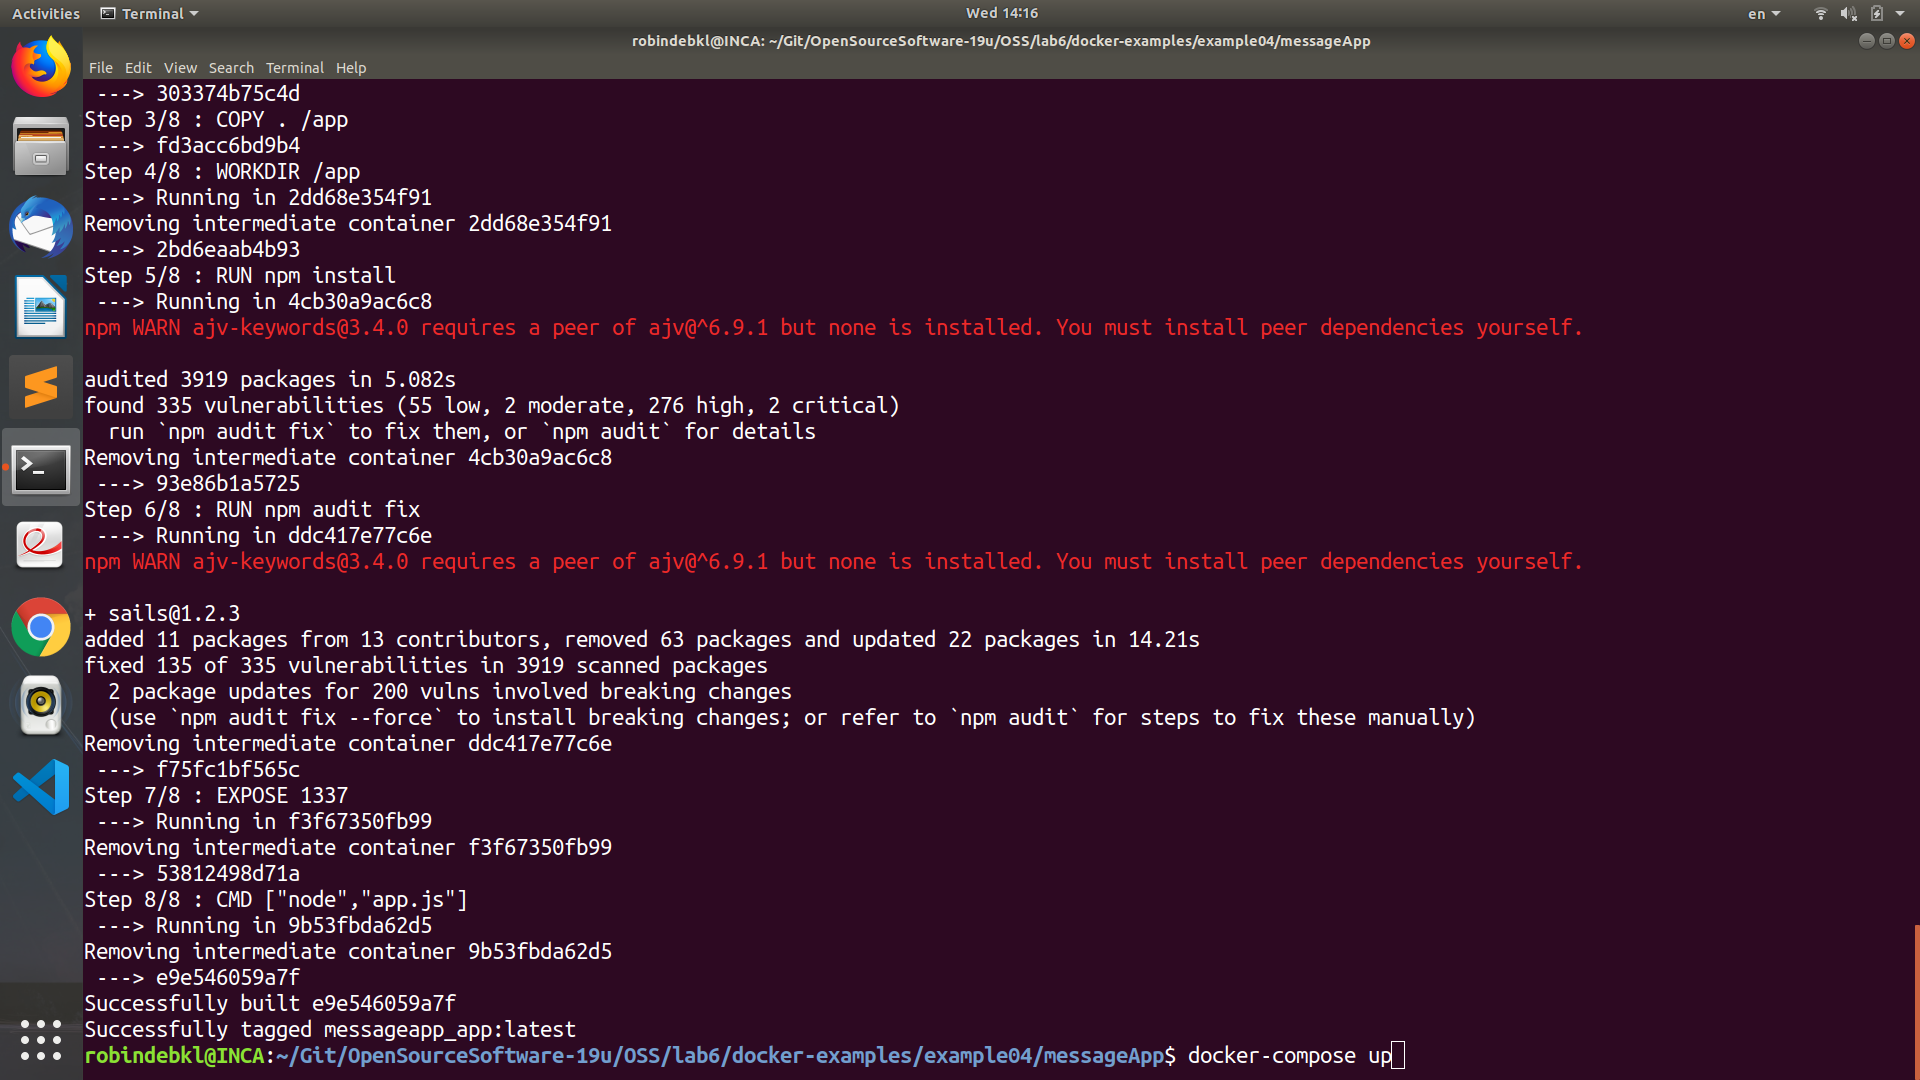 Activities Terminal Wed 14:16 en
robindebkl@INCA: ~/Git/OpenSourceSoftware-19u/OSS/lab6/docker-examples/example04/messageApp
File Edit View Search Terminal Help
---> 303374b75c4d
Step 3/8 : COPY . /app
---> fd3acc6bd9b4
Step 4/8 : WORKDIR /app
---> Running in 2dd68e354f91
Removing intermediate container 2dd68e354f91
---> 2bd6eaab4b93
Step 5/8 : RUN npm install
---> Running in 4cb30a9ac6c8
npm WARN ajv-keywords@3.4.0 requires a peer of ajv@^6.9.1 but none is installed. You must install peer dependencies yourself.
audited 3919 packages in 5.082s
found 335 vulnerabilities (55 low, 2 moderate, 276 high, 2 critical)
run `npm audit fix` to fix them, or `npm audit` for details
Removing intermediate container 4cb30a9ac6c8
---> 93e86b1a5725
Step 6/8 : RUN npm audit fix
---> Running in ddc417e77c6e
npm WARN ajv-keywords@3.4.0 requires a peer of ajv@^6.9.1 but none is installed. You must install peer dependencies yourself.
+ sails@1.2.3
added 11 packages from 13 contributors, removed 63 packages and updated 22 packages in 14.21s
fixed 135 of 335 vulnerabilities in 3919 scanned packages
2 package updates for 200 vulns involved breaking changes
(use `npm audit fix --force` to install breaking changes; or refer to `npm audit` for steps to fix these manually)
Removing intermediate container ddc417e77c6e
---> f75fc1bf565c
Step 7/8 : EXPOSE 1337
---> Running in f3f67350fb99
Removing intermediate container f3f67350fb99
---> 53812498d71a
Step 8/8 : CMD ["node","app.js"]
---> Running in 9b53fbda62d5
Removing intermediate container 9b53fbda62d5
---> e9e546059a7f
Successfully built e9e546059a7f
Successfully tagged messageapp_app:latest
robindebkl@INCA:~/Git/OpenSourceSoftware-19u/OSS/lab6/docker-examples/example04/messageApp$ docker-compose up